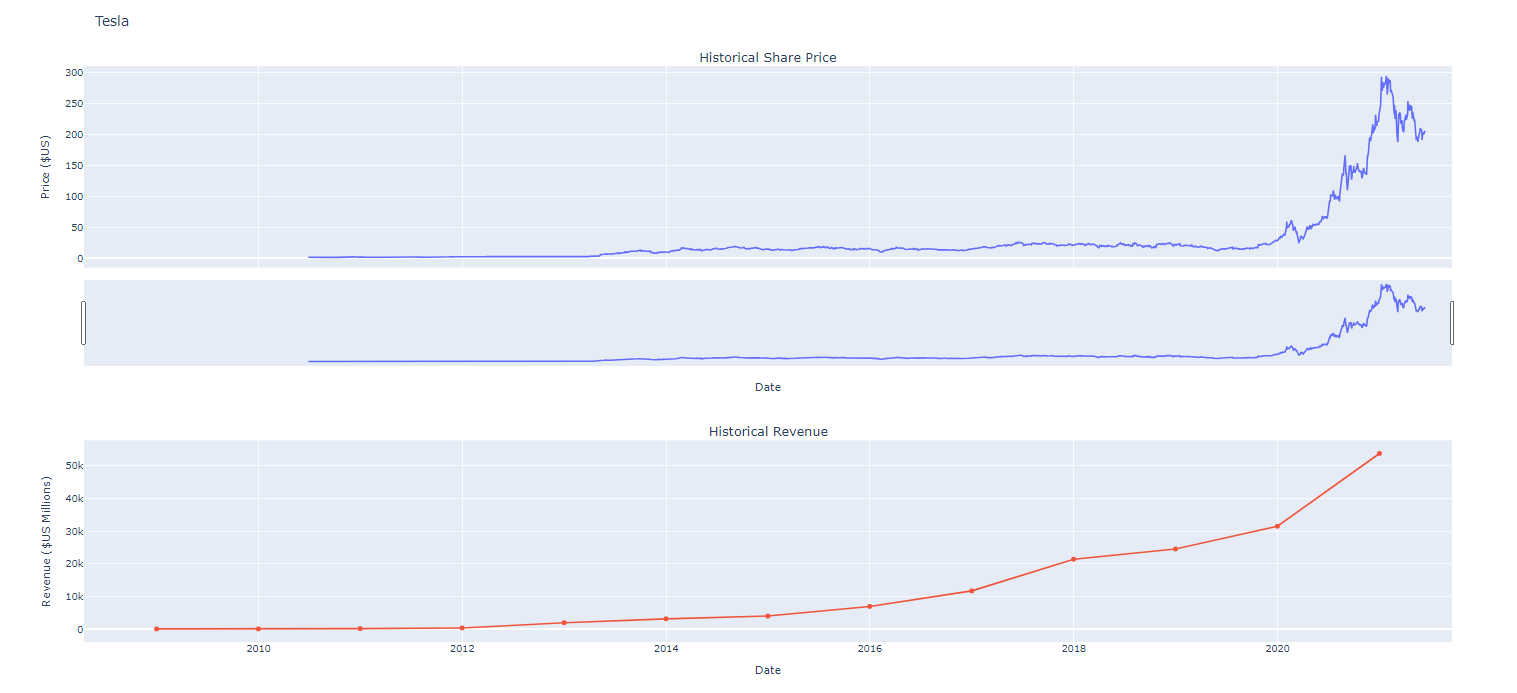 Tesla
Historical Share Price
300
250
200
150
100
50
0
Price ($US)
Date
Historical Revenue
50k
40k
30k
20k
10k
0
Revenue ($US Millions)
2010 2012 2014 2016 2018 2020
Date